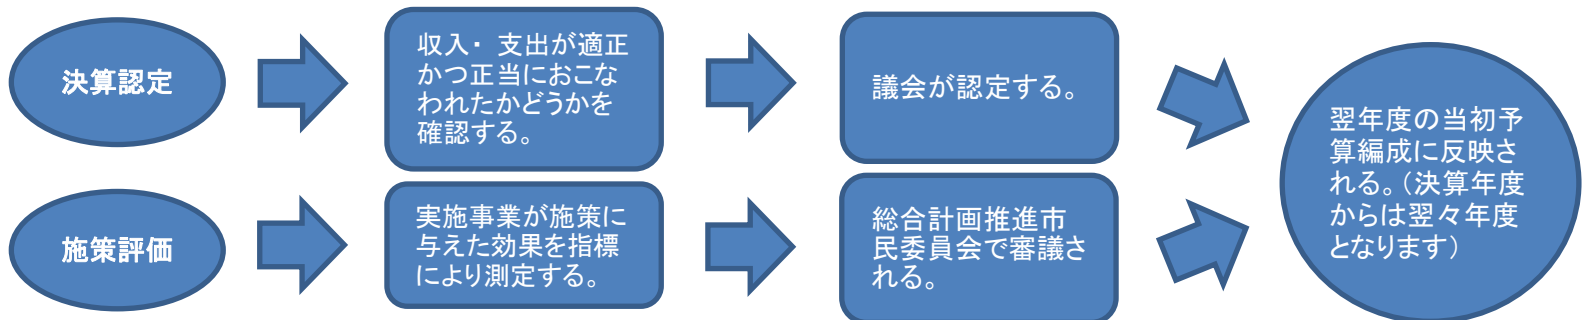 決算認定
収入・ 支出が適正
かつ正当におこな
われたかどうかを
確認する。
議会が認定する。
施策評価
実施事業が施策に
与えた効果を指標
により測定する。
総合計画推進市
民委員会で審議さ
れる。
翌年度の当初予
算編成に反映さ
れる。（決算年度
からは翌々年度
となります）